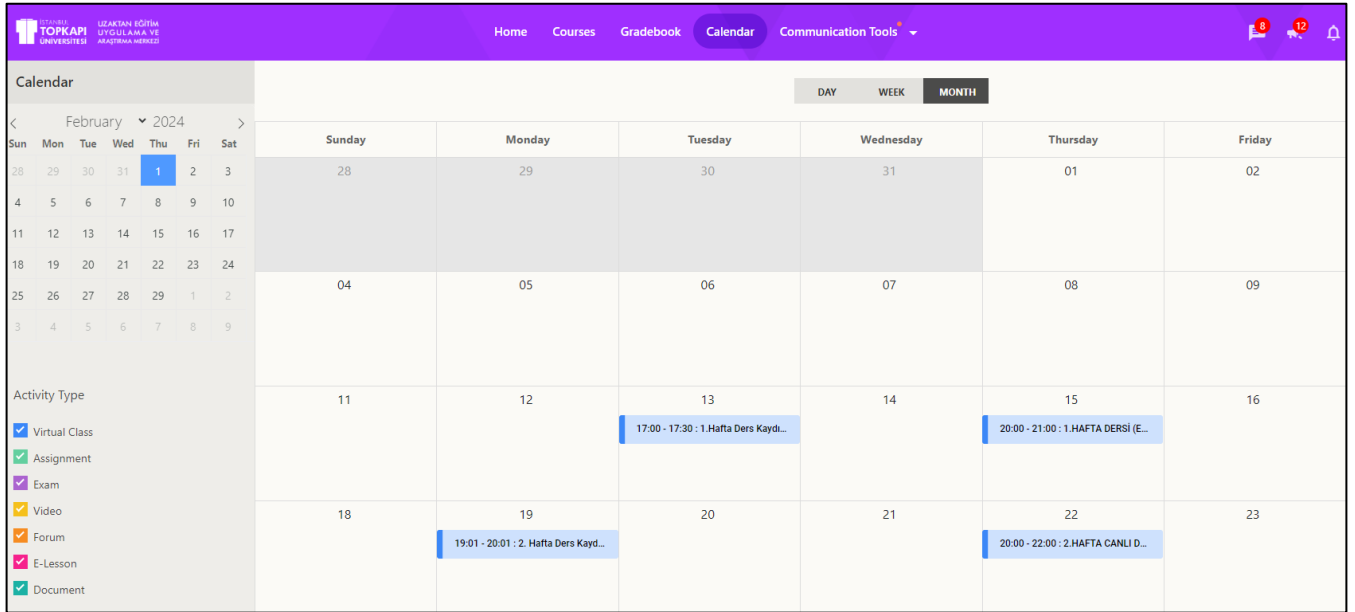 İSTANBUL
TOPKAPI
ÜNİVERSİTESİ
UZAKTAN EĞİTİM
UYGULAMA VE
ARAŞTIRMA MERKEZİ
Home Courses Gradebook Calendar Communication Tools
8 12
Calendar
DAY WEEK MONTH
February 2024
Sun Mon Tue Wed Thu Fri Sat
28 29 30 31 1 2 3
4 5 6 7 8 9 10
11 12 13 14 15 16 17
18 19 20 21 22 23 24
25 26 27 28 29 1 2
3 4 5 6 7 8 9
Activity Type
Virtual Class
Assignment
Exam
Video
Forum
E-Lesson
Document
Sunday Monday Tuesday Wednesday Thursday Friday
28 29 30 31 01 02
04 05 06 07 08 09
11 12 13 14 15 16
17:00 - 17:30 : 1.Hafta Ders Kaydı... 20:00 - 21:00 : 1.HAFTA DERSİ (E...
18 19 20 21 22 23
19:01 - 20:01 : 2. Hafta Ders Kayd... 20:00 - 22:00 : 2.HAFTA CANLI D...